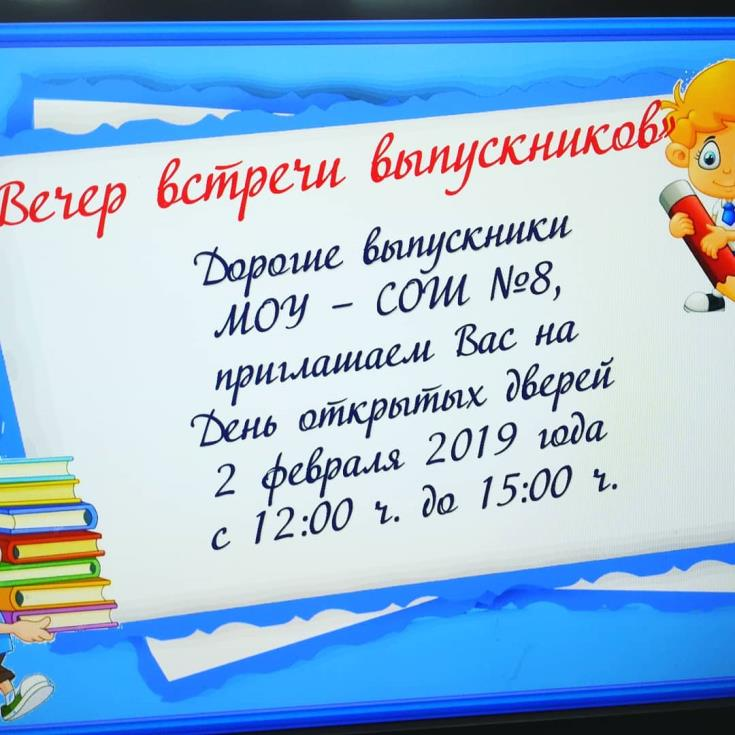 Вечер встречи выпускников»
Дорогие выпускники
МОУ – СОШ №8,
приглашаем Вас на
День открытых дверей
2 февраля 2019 года
с 12:00 ч. до 15:00 ч.